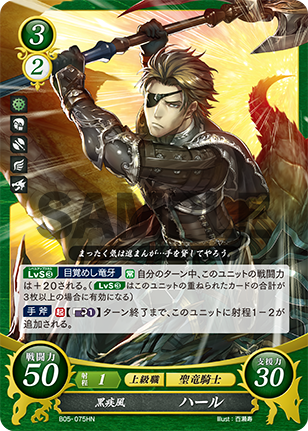 3
2
SAMPLE
まったく気は進まんが…手を貸してやろう。
LvS3 目覚めし竜牙 常 自分のターン中、このユニットの戦闘力
は＋20される。（LvS3はこのユニットの重ねられたカードの合計が
3枚以上の場合に有効になる）
手斧 起 【1】ターン終了まで、このユニットに射程1－2が
追加される。
戦闘力
50
射程 1 上級職 聖竜騎士
支援力
30
黒疾風 ハール
B05-075HN
Illust：百瀬寿